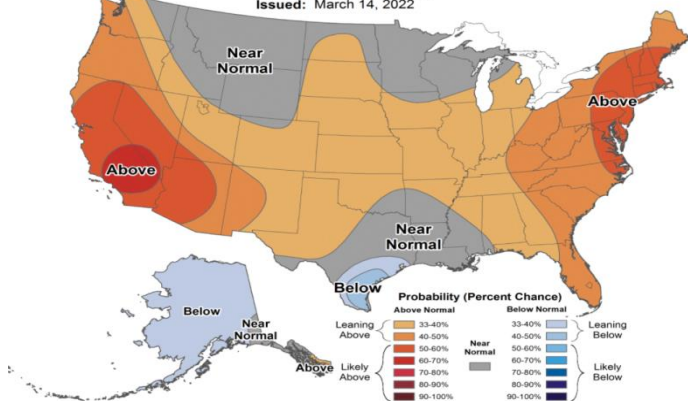 Issued: March 14, 2022
Near
Normal
Above
Above
Near
Normal
Below
Below
Near
Normal
Above
Probability (Percent Chance)
Above Normal
Below Normal
Leaning
Above
33-40%
40-50%
Likely
Above
50-60%
60-70%
70-80%
80-90%
90-100%
Near
Normal
33-40%
40-50%
Leaning
Below
50-60%
60-70%
70-80%
80-90%
90-100%
Likely
Below